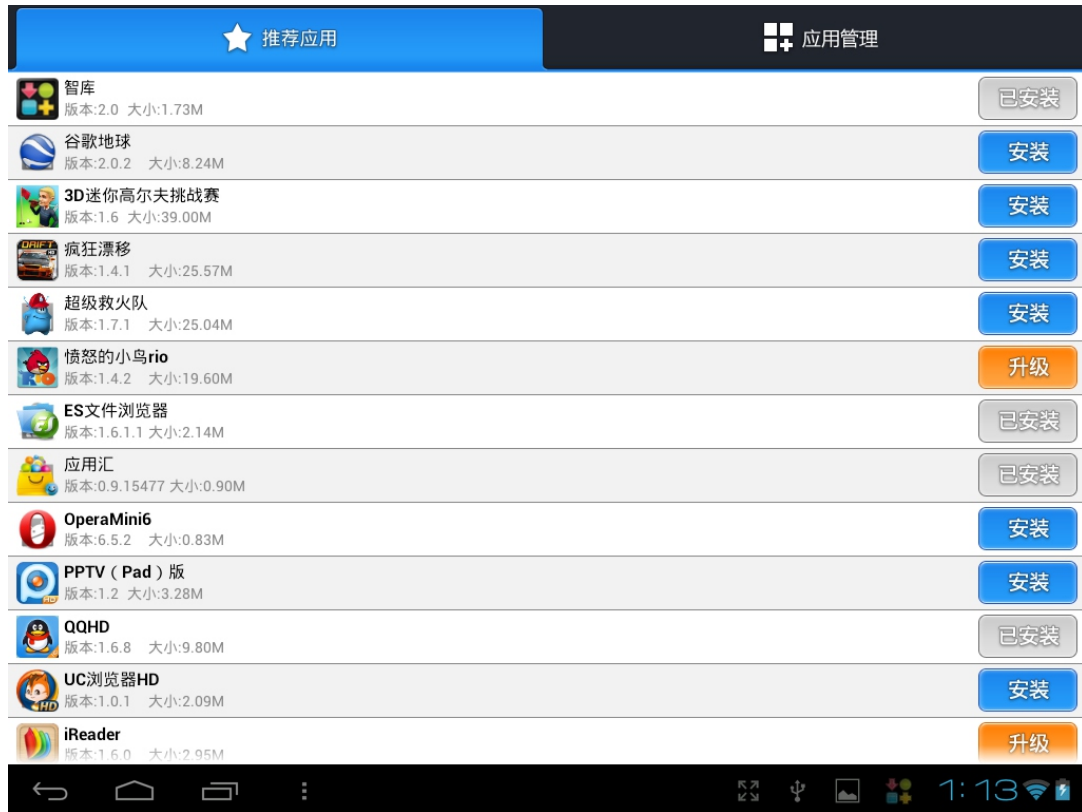 推荐应用
应用管理
智库
版本:2.0 大小:1.73M
已安装
谷歌地球
版本:2.0.2 大小:8.24M
安装
3D迷你高尔夫挑战赛
版本:1.6 大小:39.00M
安装
疯狂漂移
版本:1.4.1 大小:25.57M
安装
超级救火队
版本:1.7.1 大小:25.04M
安装
愤怒的小鸟rio
版本:1.4.2 大小:19.60M
升级
ES文件浏览器
版本:1.6.1.1 大小:2.14M
已安装
应用汇
版本:0.9.15477 大小:0.90M
已安装
OperaMini6
版本:6.5.2 大小:0.83M
安装
PPTV（Pad）版
版本:1.2 大小:3.28M
安装
QQHD
版本:1.6.8 大小:9.80M
已安装
UC浏览器HD
版本:1.0.1 大小:2.09M
安装
iReader
版本:1.6.0 大小:2.95M
升级
1:13